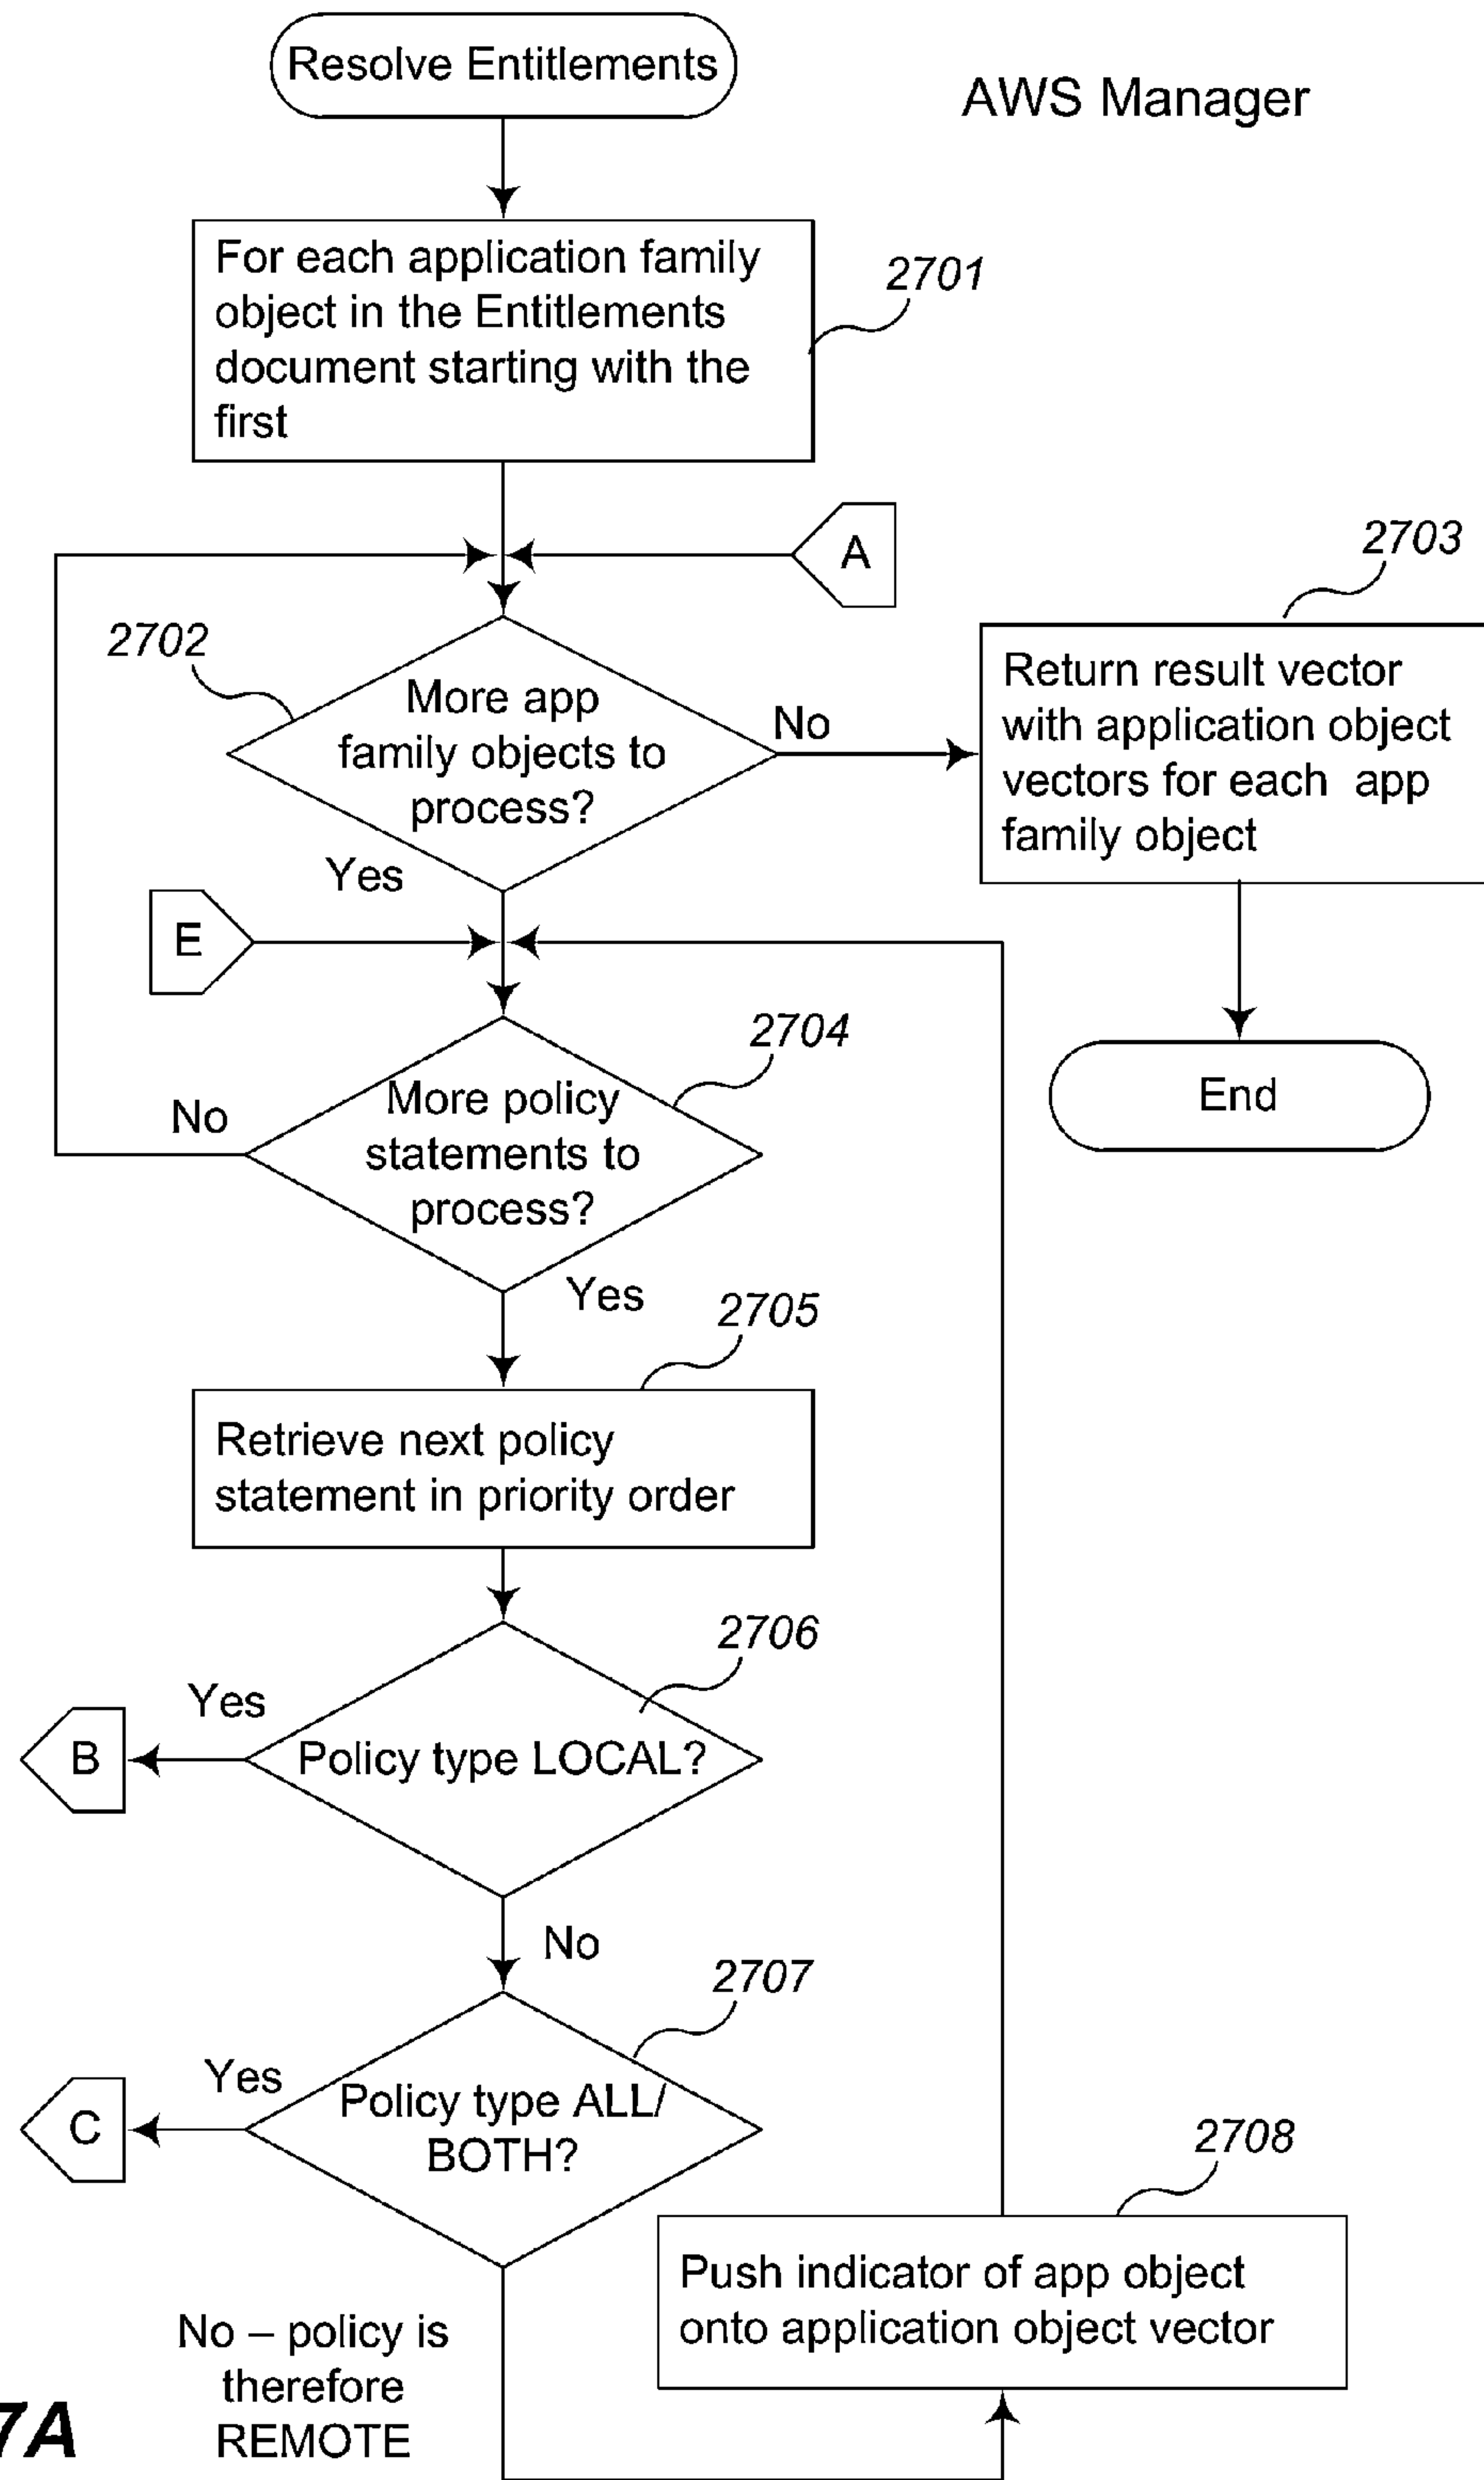 Resolve Entitlements
AWS Manager
For each application family
object in the Entitlements
document starting with the
first
2701
A
2703
2702
More app
family objects to
process?
No
Return result vector
with application object
vectors for each app
family object
Yes
E
2704
End
No
More policy
statements to
process?
Yes
2705
Retrieve next policy
statement in priority order
2706
Yes
B
Policy type LOCAL?
No
2707
Yes
C
Policy type ALL/
BOTH?
2708
Push indicator of app object
onto application object vector
No – policy is
therefore
REMOTE
7A